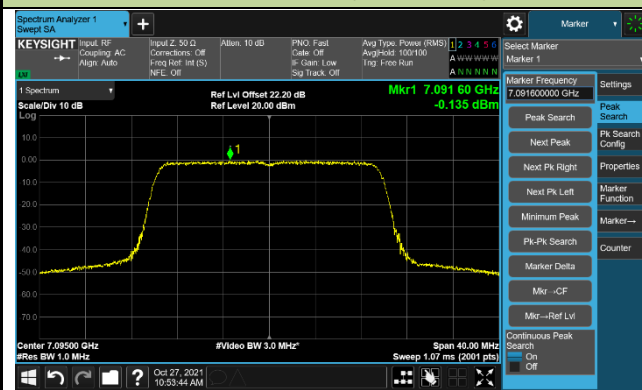 Spectrum Analyzer 1
Swept SA
+
Marker
KEYSIGHT
Input: RF
Coupling: AC
Align: Auto
Input Z: 50 Ω
Corrections: Off
Freq Ref: Int (S)
NFE: Off
Atten: 10 dB
PNO: Fast
Gate: Off
IF Gain: Low
Sig Track: Off
Avg Type: Power (RMS)
Avg|Hold: 100/100
Trig: Free Run
1 2 3 4 5 6
A W W W W W
A N N N N N
LM
Select Marker
Marker 1
1 Spectrum
Scale/Div 10 dB
Ref Lvl Offset 22.20 dB
Ref Level 20.00 dBm
Mkr1 7.091 60 GHz
-0.135 dBm
Log
10.0
0.00
-10.0
20.0
30.0
40.0
-50.0
60.0
70.0
1
Marker Frequency
7.091600000 GHz
Peak Search
Next Peak
Next Pk Right
Next Pk Left
Minimum Peak
Pk-Pk Search
Marker Delta
Mkr→CF
Mkr→Ref Lvl
Continuous Peak
Search
On
Off
Settings
Peak
Search
Pk Search
Config
Properties
Marker
Function
Marker→
Counter
Center 7.09500 GHz
#Res BW 1.0 MHz
#Video BW 3.0 MHz*
Span 40.00 MHz
Sweep 1.07 ms (2001 pts)
?
Oct 27, 2021
10:53:44 AM